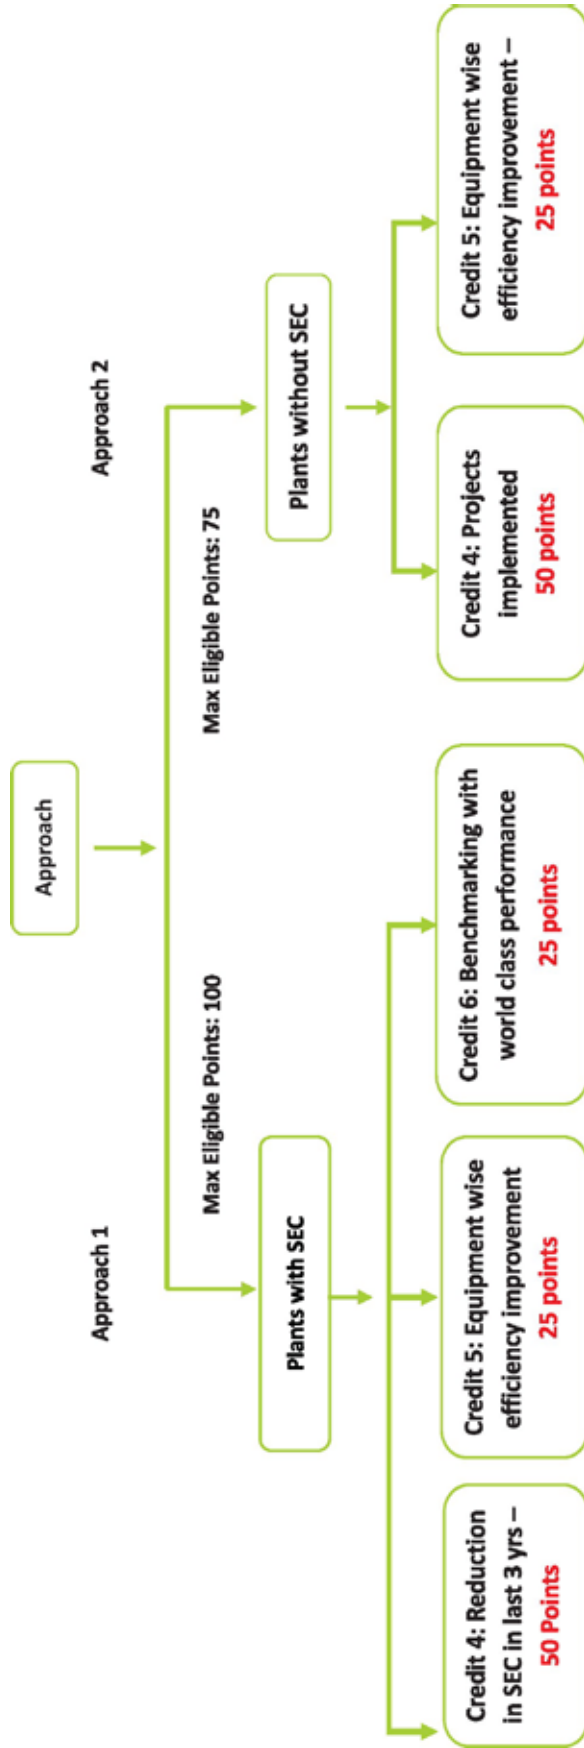 Approach
Approach 1
Approach 2
Max Eligible Points: 100
Max Eligible Points: 75
Plants with SEC
Plants without SEC
Credit 4: Reduction
in SEC in last 3 yrs –
50 Points
Credit 5: Equipment wise
efficiency improvement
25 points
Credit 6: Benchmarking with
world class performance
25 points
Credit 4: Projects
implemented
50 points
Credit 5: Equipment wise
efficiency improvement –
25 points